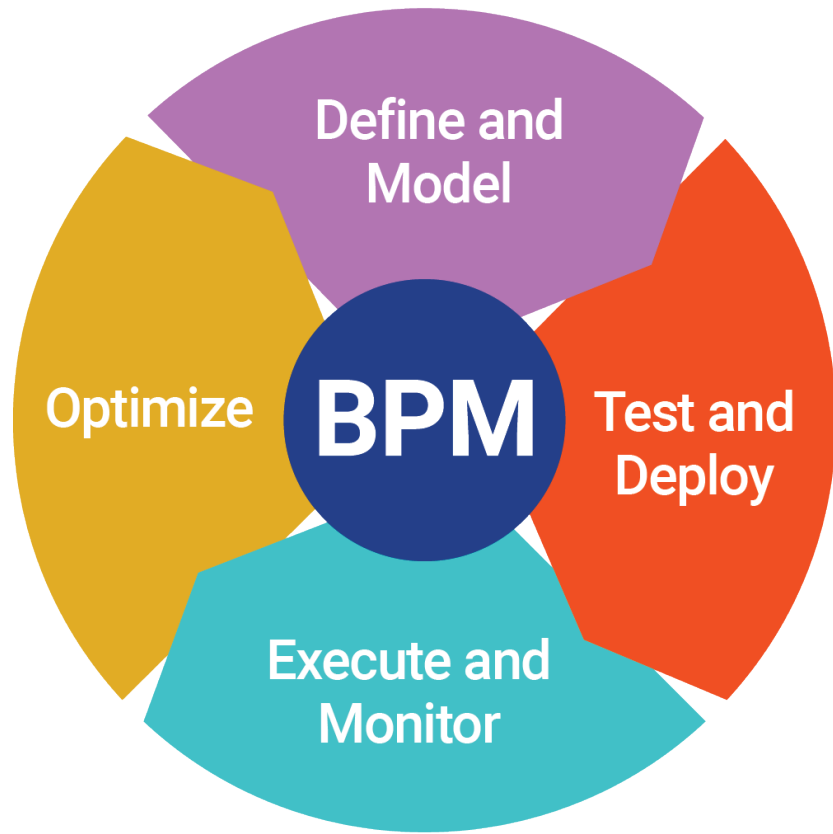 Define and
Model
Optimize
BPM
Test and
Deploy
Execute and
Monitor